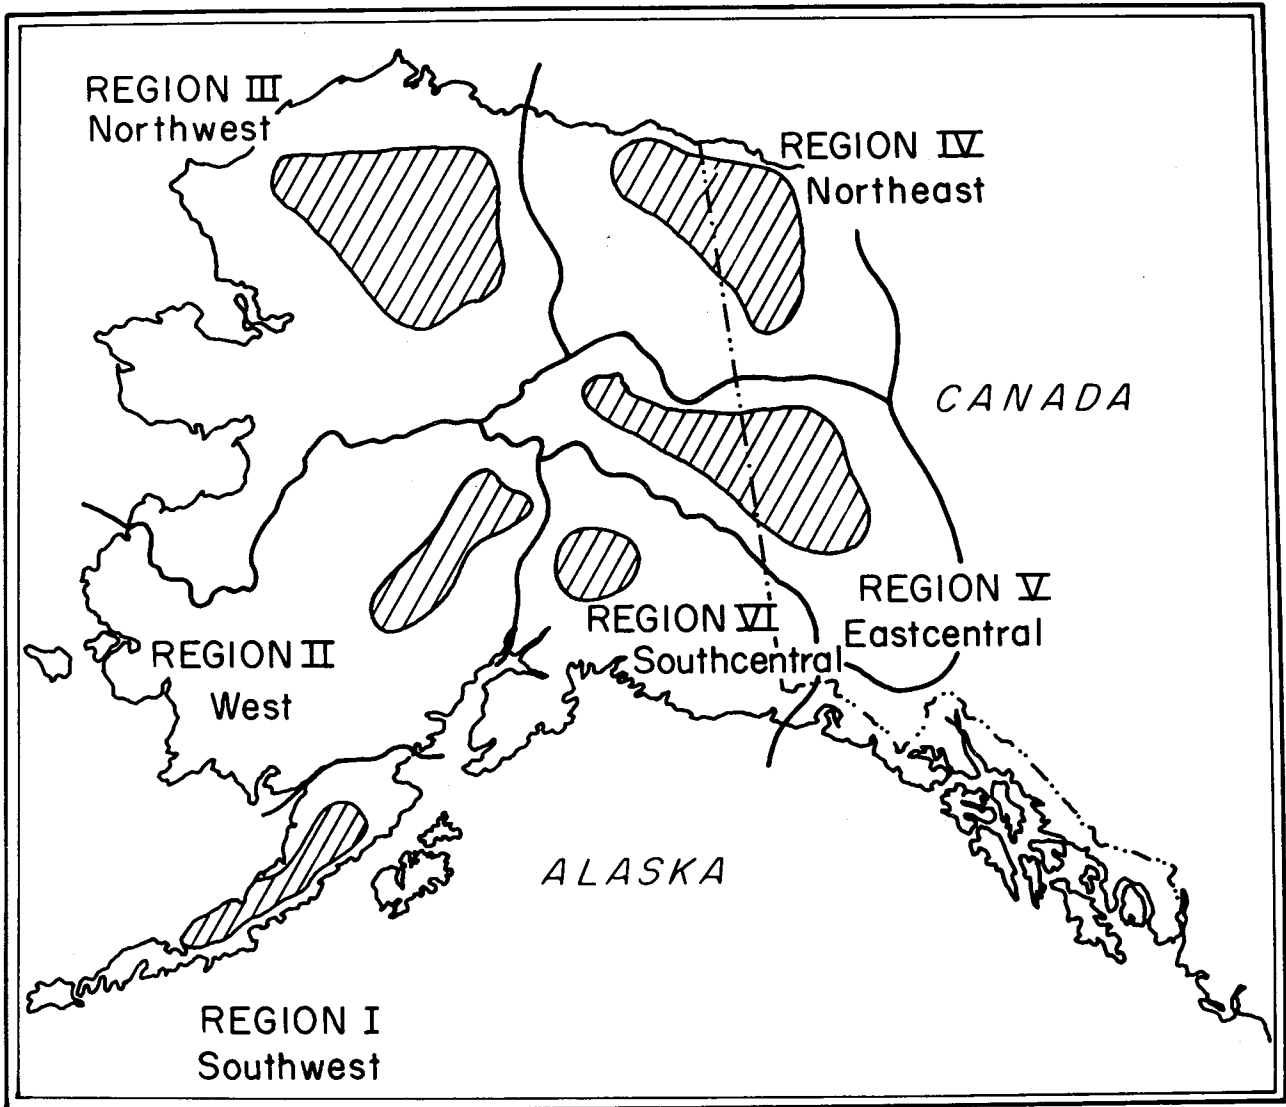 REGION III
Northwest
REGION IV
Northeast
CANADA
REGION V
Eastcentral
REGION VI
Southcentral
REGION II
West
ALASKA
REGION I
Southwest